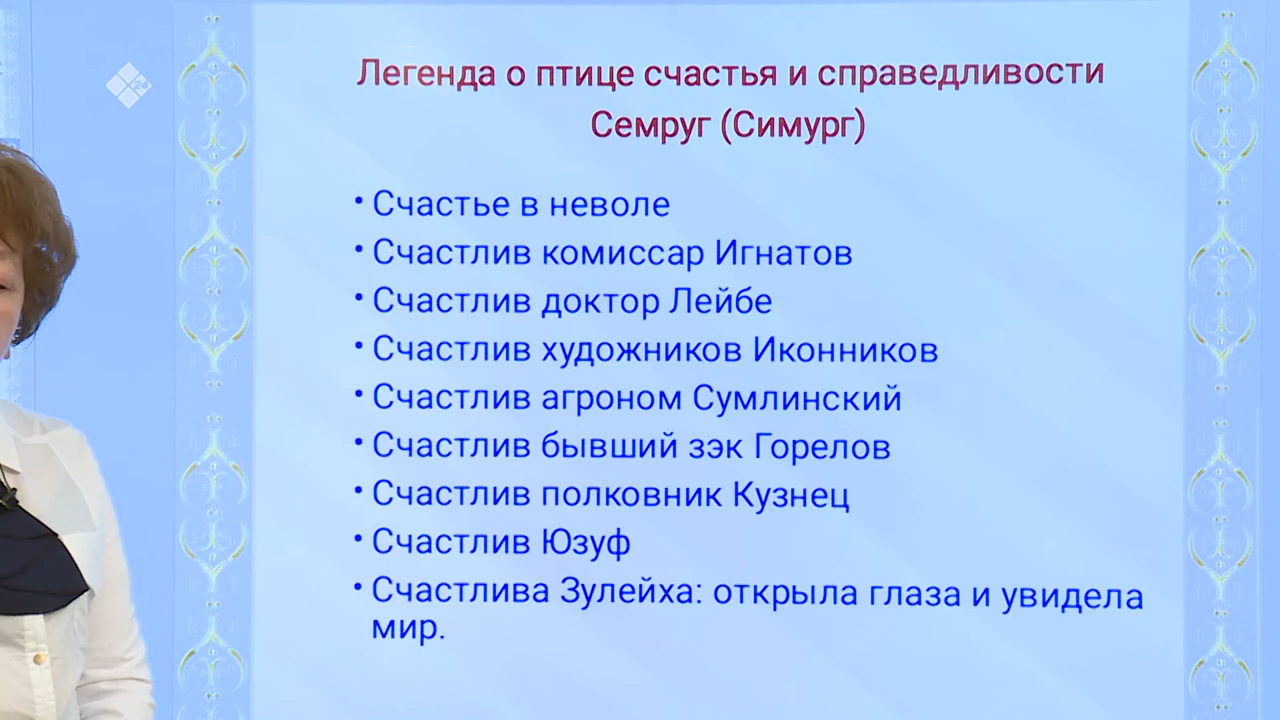 Легенда о птице счастья и справедливости
Семруг (Симург)
• Счастье в неволе
• Счастлив комиссар Игнатов
• Счастлив доктор Лейбе
• Счастлив художников Иконников
• Счастлив агроном Сумлинский
• Счастлив бывший зэк Горелов
• Счастлив полковник Кузнец
• Счастлив Юзуф
• Счастлива Зулейха: открыла глаза и увидела
мир.
24